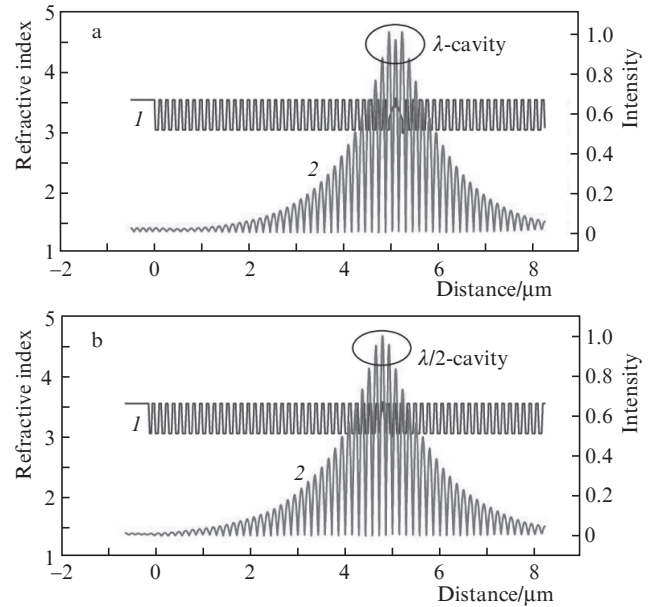 a
Refractive index
Intensity
5
4
3
2
1
1.0
0.8
0.6
0.4
0.2
0
λ-cavity
1
2
−2 0 2 4 6 8
Distance/μm
b
Refractive index
Intensity
5
4
3
2
1
1.0
0.8
0.6
0.4
0.2
0
λ/2-cavity
1
2
−2 0 2 4 6 8
Distance/μm